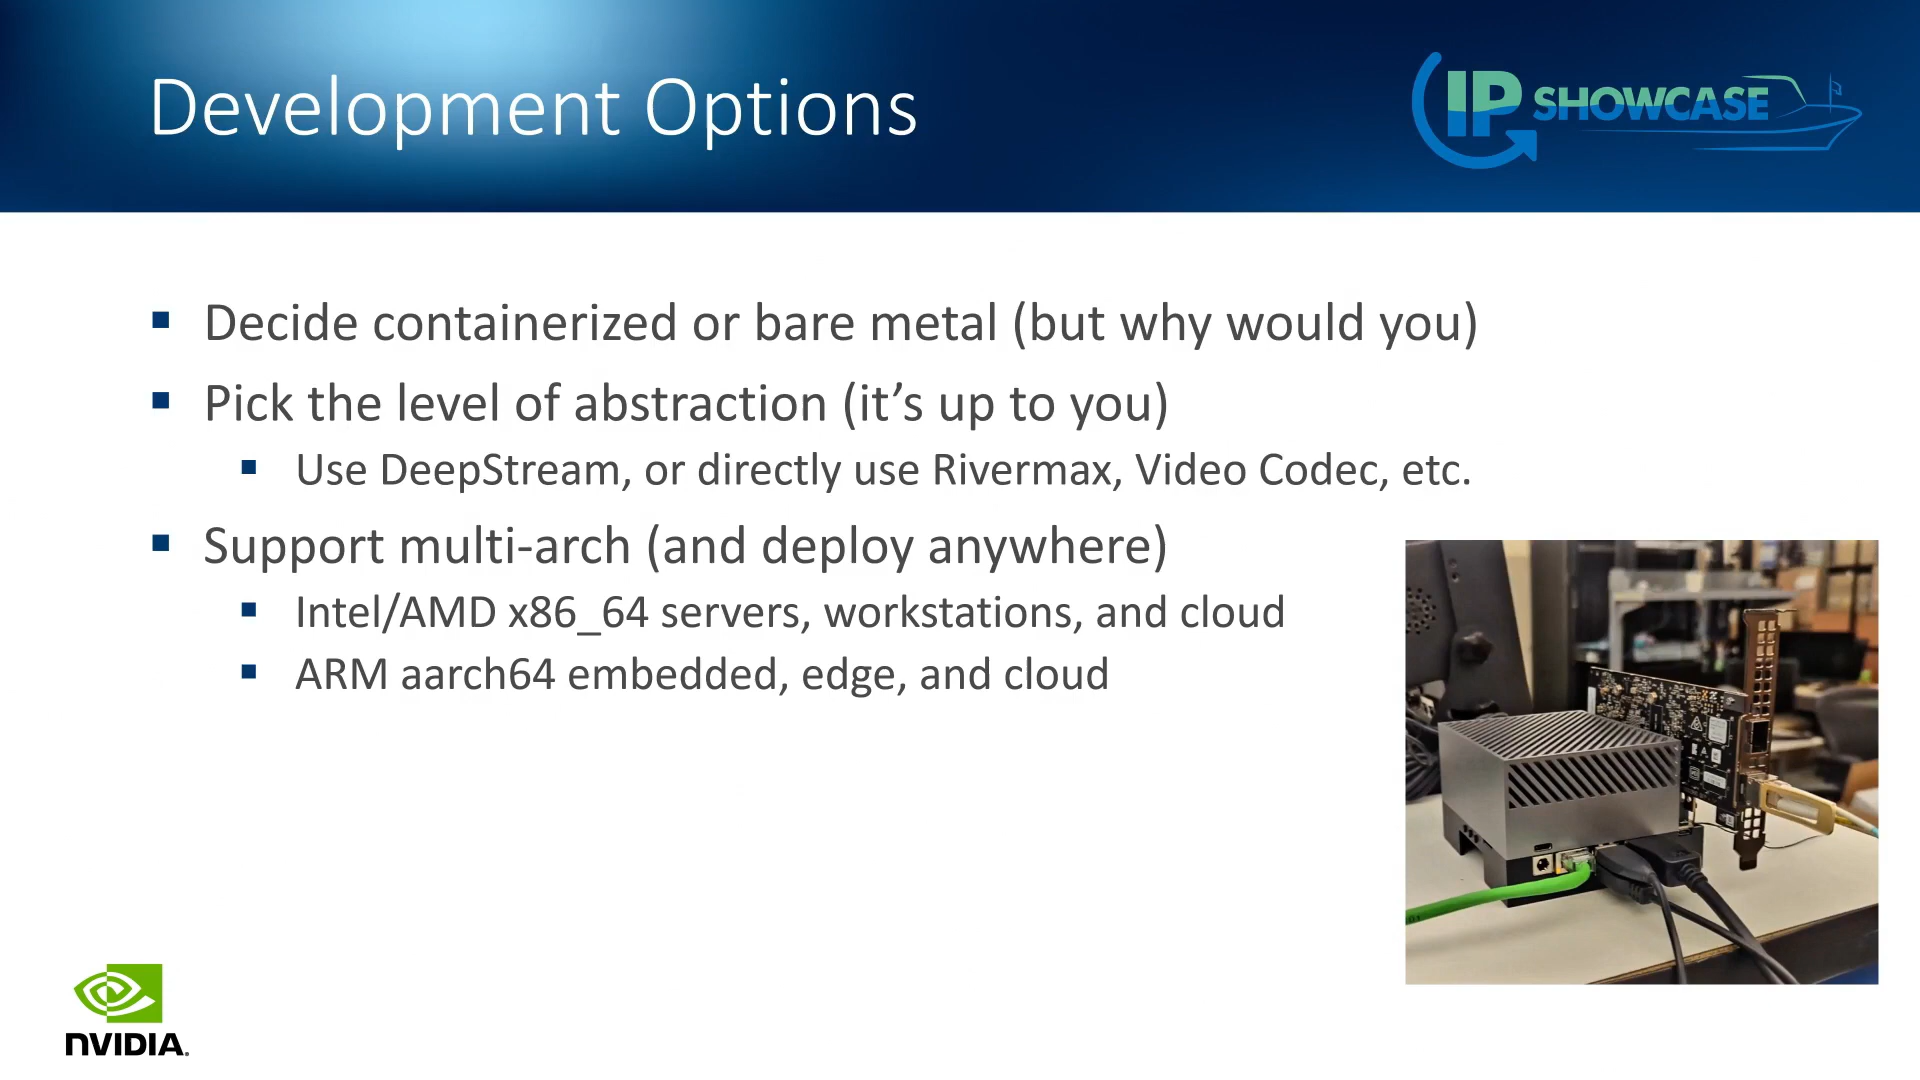 Development Options
IP SHOWCASE
Decide containerized or bare metal (but why would you)
Pick the level of abstraction (it’s up to you)
Use DeepStream, or directly use Rivermax, Video Codec, etc.
Support multi-arch (and deploy anywhere)
Intel/AMD x86_64 servers, workstations, and cloud
ARM aarch64 embedded, edge, and cloud
NVIDIA.